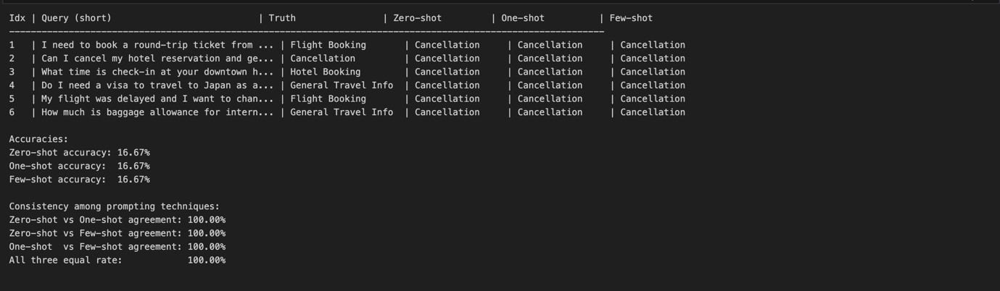 Idx | Query (short) | Truth | Zero-shot | One-shot | Few-shot
--------------------------------------------------------------------------------------------------------------
1 | I need to book a round-trip ticket from ... | Flight Booking | Cancellation | Cancellation | Cancellation
2 | Can I cancel my hotel reservation and ge... | Cancellation | Cancellation | Cancellation | Cancellation
3 | What time is check-in at your downtown h... | Hotel Booking | Cancellation | Cancellation | Cancellation
4 | Do I need a visa to travel to Japan as a... | General Travel Info | Cancellation | Cancellation | Cancellation
5 | My flight was delayed and I want to chan... | Flight Booking | Cancellation | Cancellation | Cancellation
6 | How much is baggage allowance for intern... | General Travel Info | Cancellation | Cancellation | Cancellation
Accuracies:
Zero-shot accuracy: 16.67%
One-shot accuracy: 16.67%
Few-shot accuracy: 16.67%
Consistency among prompting techniques:
Zero-shot vs One-shot agreement: 100.00%
Zero-shot vs Few-shot agreement: 100.00%
One-shot vs Few-shot agreement: 100.00%
All three equal rate: 100.00%